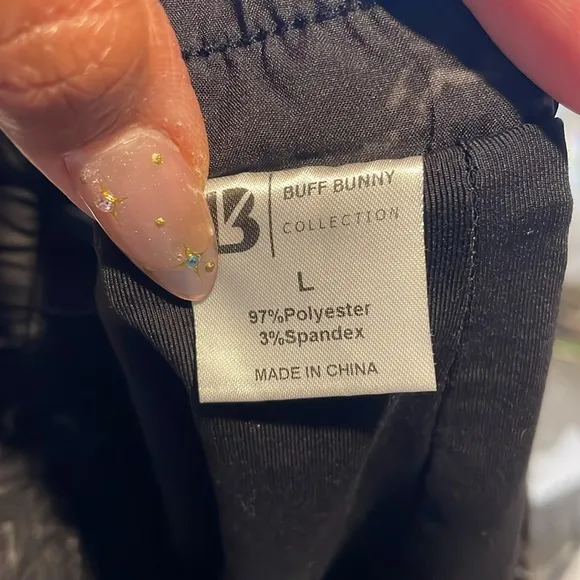 B
BUFF BUNNY
COLLECTION
L
97%Polyester
3%Spandex
MADE IN CHINA